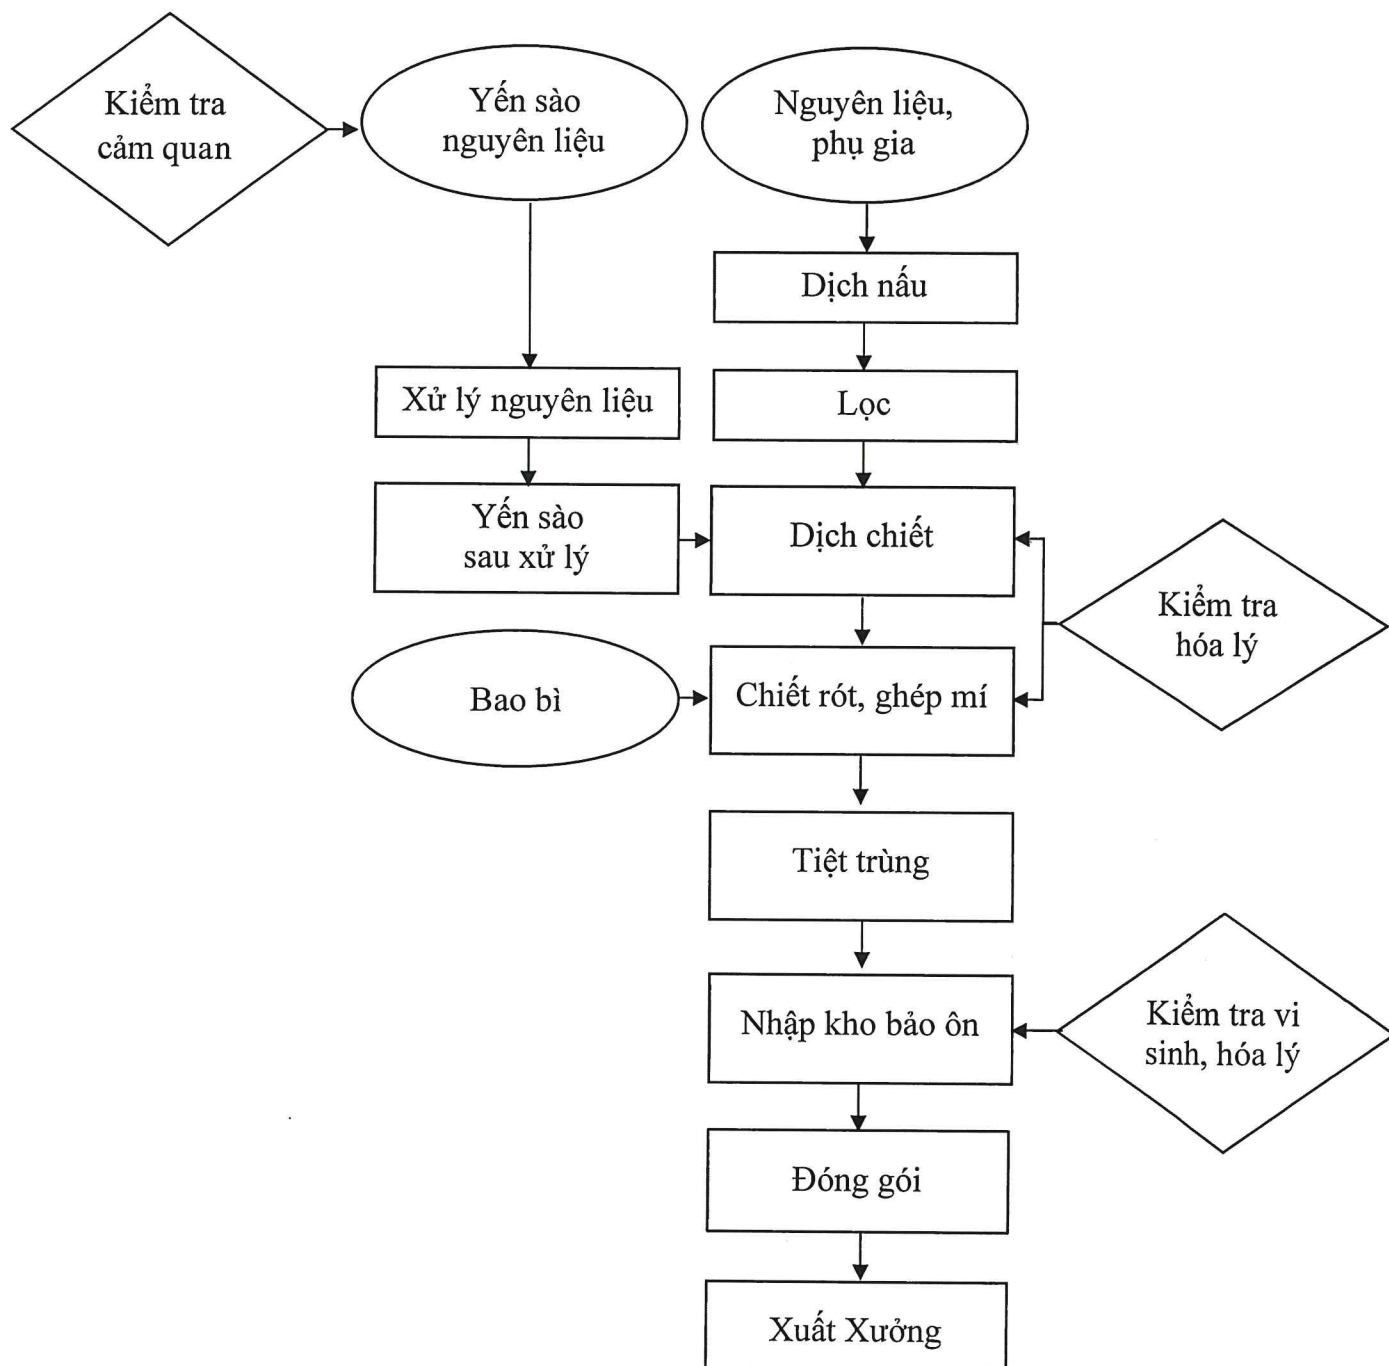 Kiểm tra
cảm quan
Yến sào
nguyên liệu
Nguyên liệu,
phụ gia
Dịch nấu
Xử lý nguyên liệu
Lọc
Yến sào
sau xử lý
Dịch chiết
Kiểm tra
hóa lý
Bao bì
Chiết rót, ghép mí
Tiệt trùng
Nhập kho bảo ôn
Kiểm tra vi
sinh, hóa lý
Đóng gói
Xuất Xưởng